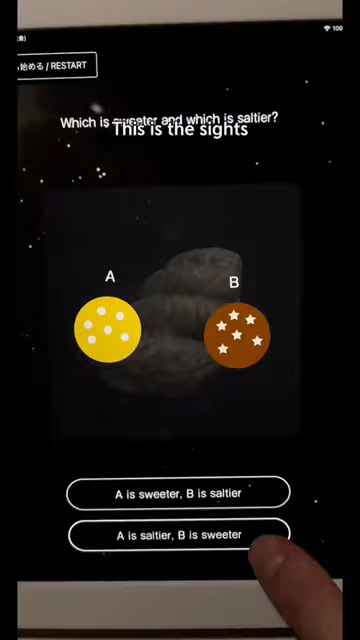 100
始める / RESTART
Which is sweeter and which is saltier?
This is the sights
A
B
A is sweeter, B is saltier
A is saltier, B is sweeter